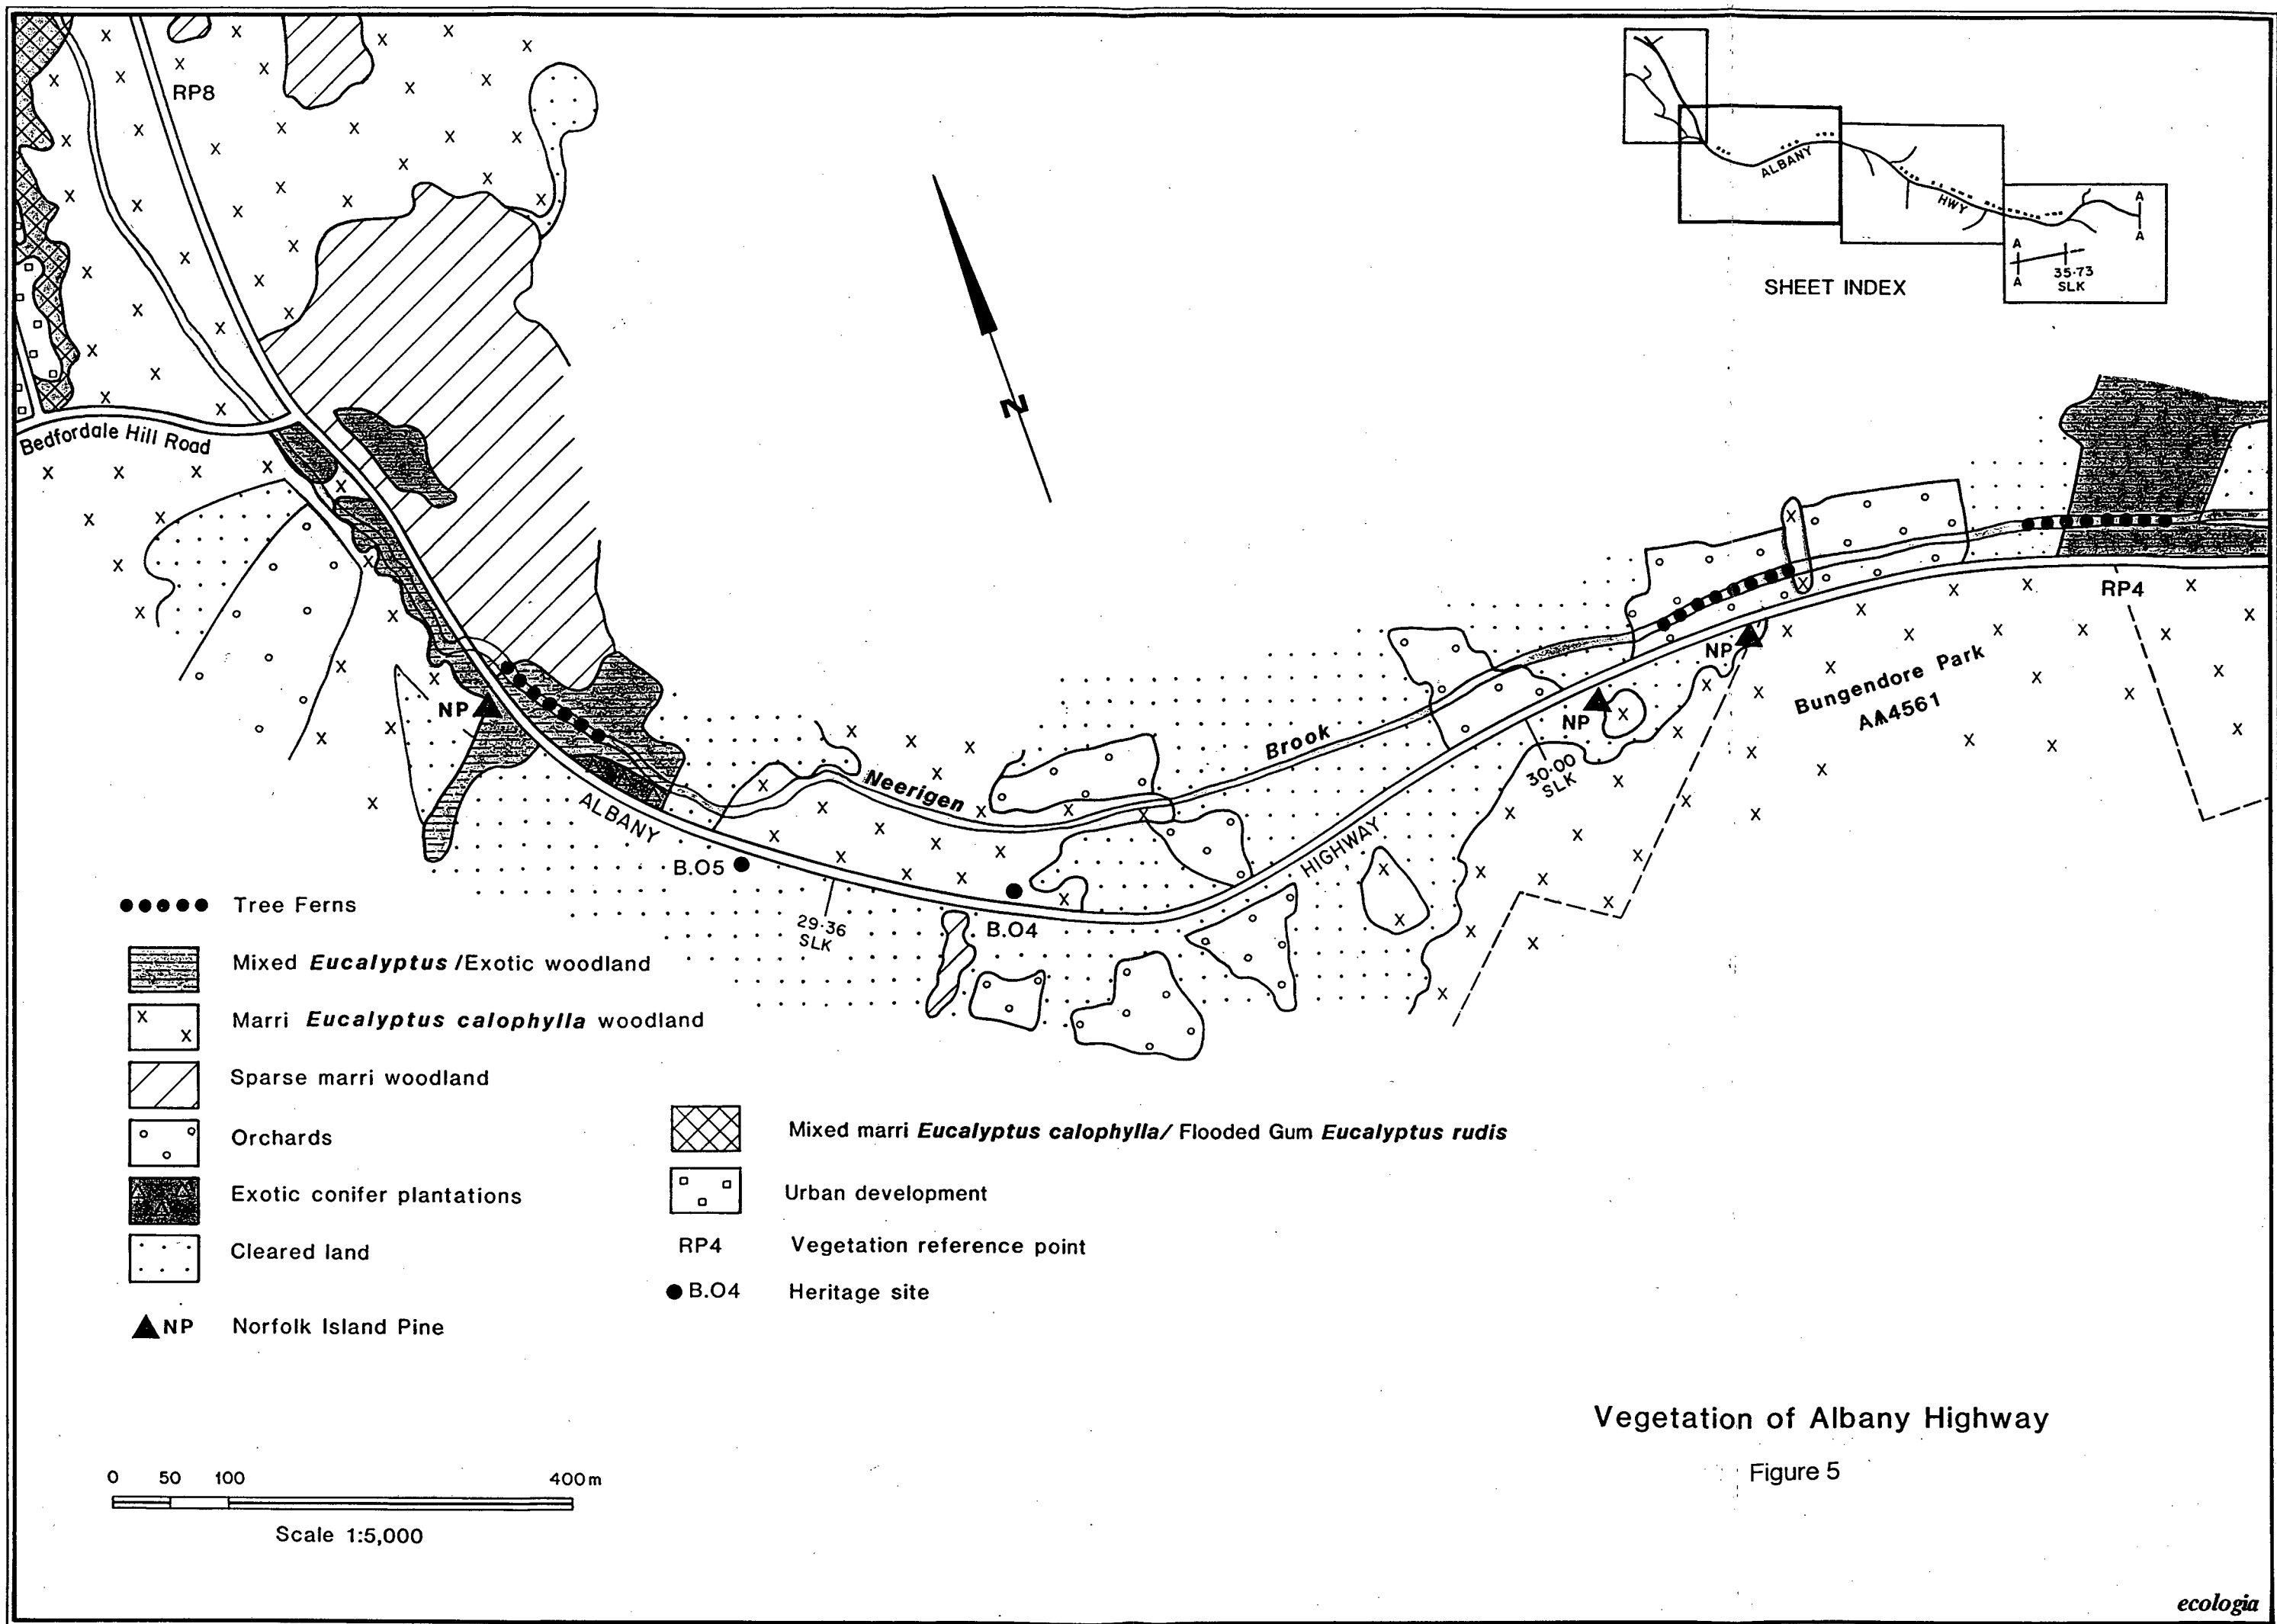 RP8
ALBANY
HWY
A
A
A
A
35·73
SLK
SHEET INDEX
N
Bedfordale Hill Road
RP4
NP
NP
NP
Bungendore Park
AA4561
Brook
Neerigen
30·00
SLK
ALBANY
HIGHWAY
B.O5
29·36
SLK
B.O4
Tree Ferns
Mixed Eucalyptus/Exotic woodland
Marri Eucalyptus calophylla woodland
Sparse marri woodland
Orchards
Exotic conifer plantations
Cleared land
NP Norfolk Island Pine
Mixed marri Eucalyptus calophylla/ Flooded Gum Eucalyptus rudis
Urban development
RP4 Vegetation reference point
B.O4 Heritage site
Vegetation of Albany Highway
Figure 5
0 50 100 400m
Scale 1:5,000
ecologia